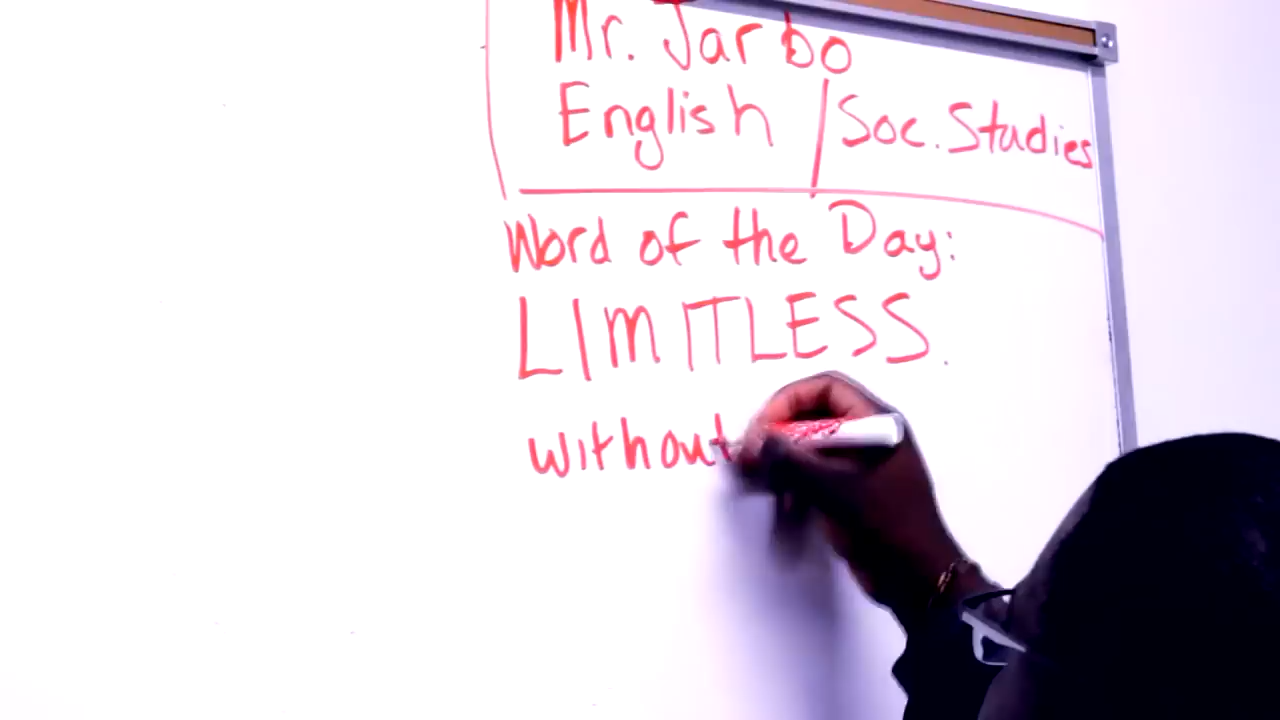 Mr. Jarbo
English / Soc. Studies
Word of the Day:
LIMITLESS.
without